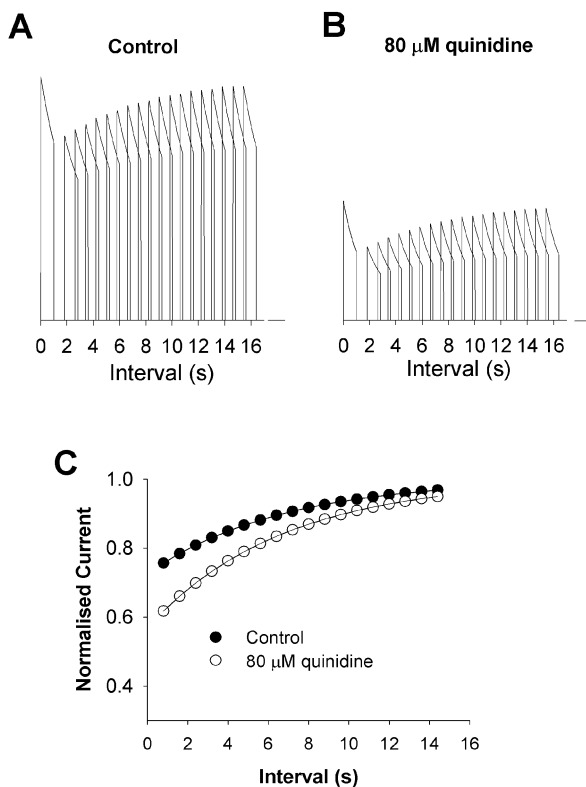 A
Control
0 2 4 6 8 10 12 14 16
Interval (s)
B
80 μM quinidine
0 2 4 6 8 10 12 14 16
Interval (s)
C
Normalised Current
1.0
0.8
0.6
0.4
Control
80 μM quinidine
0 2 4 6 8 10 12 14 16
Interval (s)